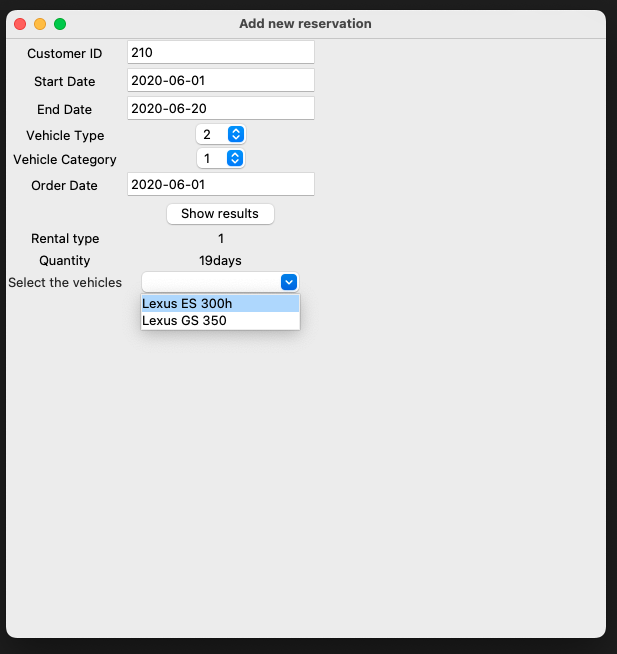 Add new reservation
Customer ID 210
Start Date 2020-06-01
End Date 2020-06-20
Vehicle Type 2
Vehicle Category 1
Order Date 2020-06-01
Show results
Rental type 1
Quantity 19days
Select the vehicles
Lexus ES 300h
Lexus GS 350